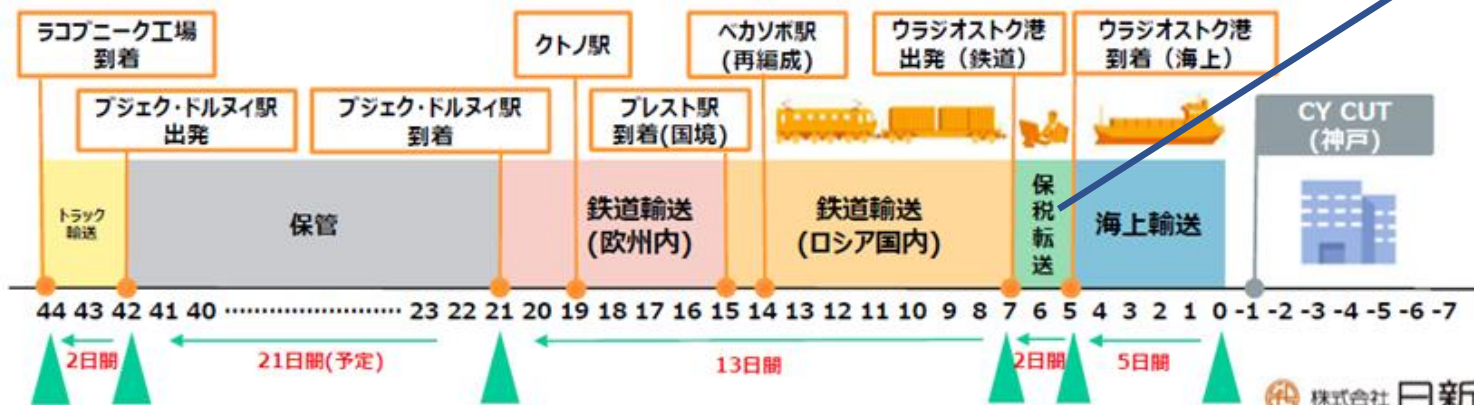 ラコブニーク工場
到着
クトノ駅
ベカソボ駅
(再編成)
ウラジオストク港
出発（鉄道）
ウラジオストク港
到着（海上）
ブジェク・ドルヌィ駅
出発
ブジェク・ドルヌィ駅
到着
ブレスト駅
到着(国境)
CY CUT
(神戸)
トラック
輸送
保管
鉄道輸送
(欧州内)
鉄道輸送
(ロシア国内)
保税転送
海上輸送
44 43 42 41 40 ........................ 23 22 21 20 19 18 17 16 15 14 13 12 11 10 9 8 7 6 5 4 3 2 1 0 -1 -2 -3 -4 -5 -6 -7
2日間
21日間(予定)
13日間
2日間
5日間
株式会社 日新